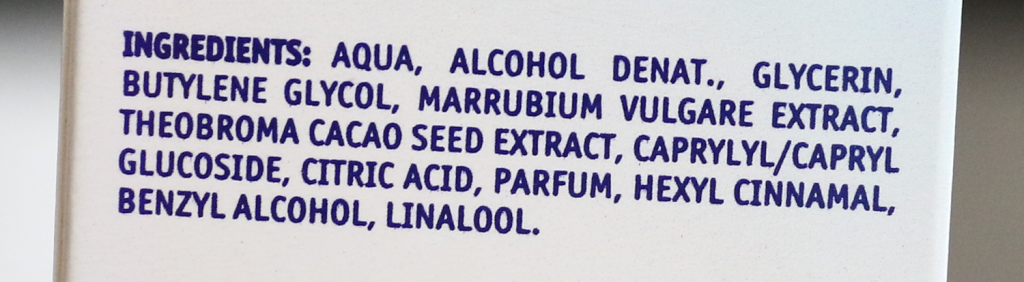 INGREDIENTS: AQUA, ALCOHOL DENAT., GLYCERIN,
BUTYLENE GLYCOL, MARRUBIUM VULGARE EXTRACT,
THEOBROMA CACAO SEED EXTRACT, CAPRYLYL/CAPRYL
GLUCOSIDE, CITRIC ACID, PARFUM, HEXYL CINNAMAL,
BENZYL ALCOHOL, LINALOOL.